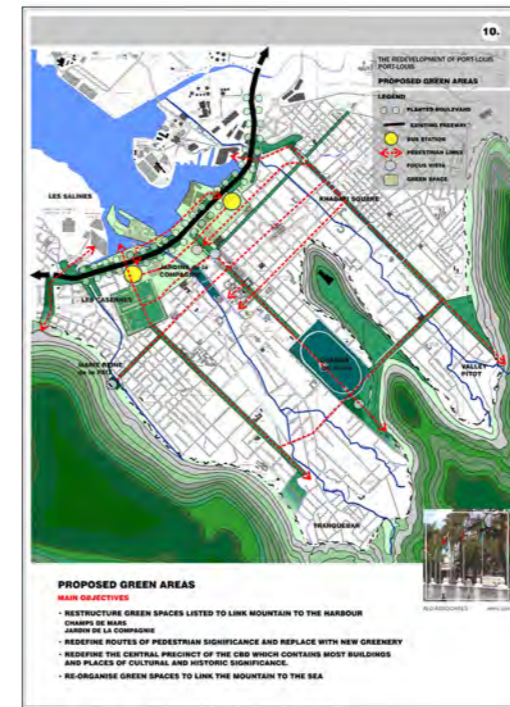 10.
THE REDEVELOPMENT OF PORT-LOUIS
PORT-LOUIS
PROPOSED GREEN AREAS
LEGEND
PLANTED BOULEVARD
EXISTING
BUS STATION
PEDESTRIAN LINKS
FOCUS VISTA
GREEN SPACE
LES SALINES
KHADAFI SQUARE
JARDINS de la
COMPAGNIE
LES CASERNES
MARIE REINE
de la PAIX
CHAMPS
DE MARS
VALLEY
PITOT
TRANQUEBAR
PROPOSED GREEN AREAS
MAIN OBJECTIVES
• RESTRUCTURE GREEN SPACES LISTED TO LINK MOUNTAIN TO THE HARBOUR
CHAMPS DE MARS
JARDIN DE LA COMPAGNIE
• REDEFINE ROUTES OF PEDESTRIAN SIGNIFICANCE AND REPLACE WITH NEW GREENERY
• REDEFINE THE CENTRAL PRECINCT OF THE CBD WHICH CONTAINS MOST BUILDINGS
AND PLACES OF CULTURAL AND HISTORIC SIGNIFICANCE.
• RE-ORGANISE GREEN SPACES TO LINK THE MOUNTAIN TO THE SEA